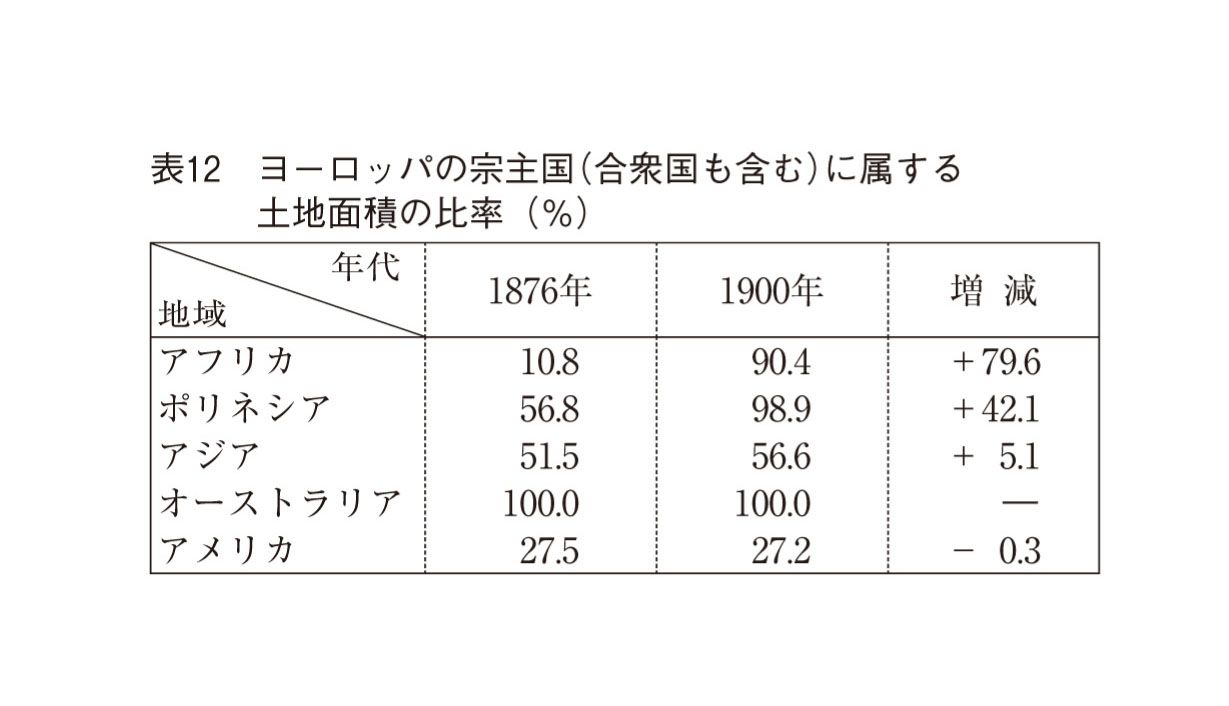 表12　ヨーロッパの宗主国(合衆国も含む)に属する
土地面積の比率 (%)
年代
地域
1876年 1900年 増 減
アフリカ 10.8 90.4 +79.6
ポリネシア 56.8 98.9 +42.1
アジア 51.5 56.6 + 5.1
オーストラリア 100.0 100.0 —
アメリカ 27.5 27.2 − 0.3